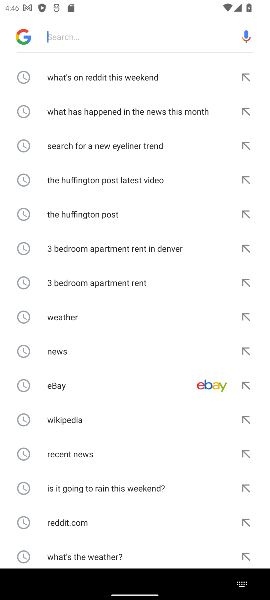 4:46
Search...
what's on reddit this weekend
what has happened in the news this month
search for a new eyeliner trend
the huffington post latest video
the huffington post
3 bedroom apartment rent in denver
3 bedroom apartment rent
weather
news
eBay ebay
wikipedia
recent news
is it going to rain this weekend?
reddit.com
what's the weather?